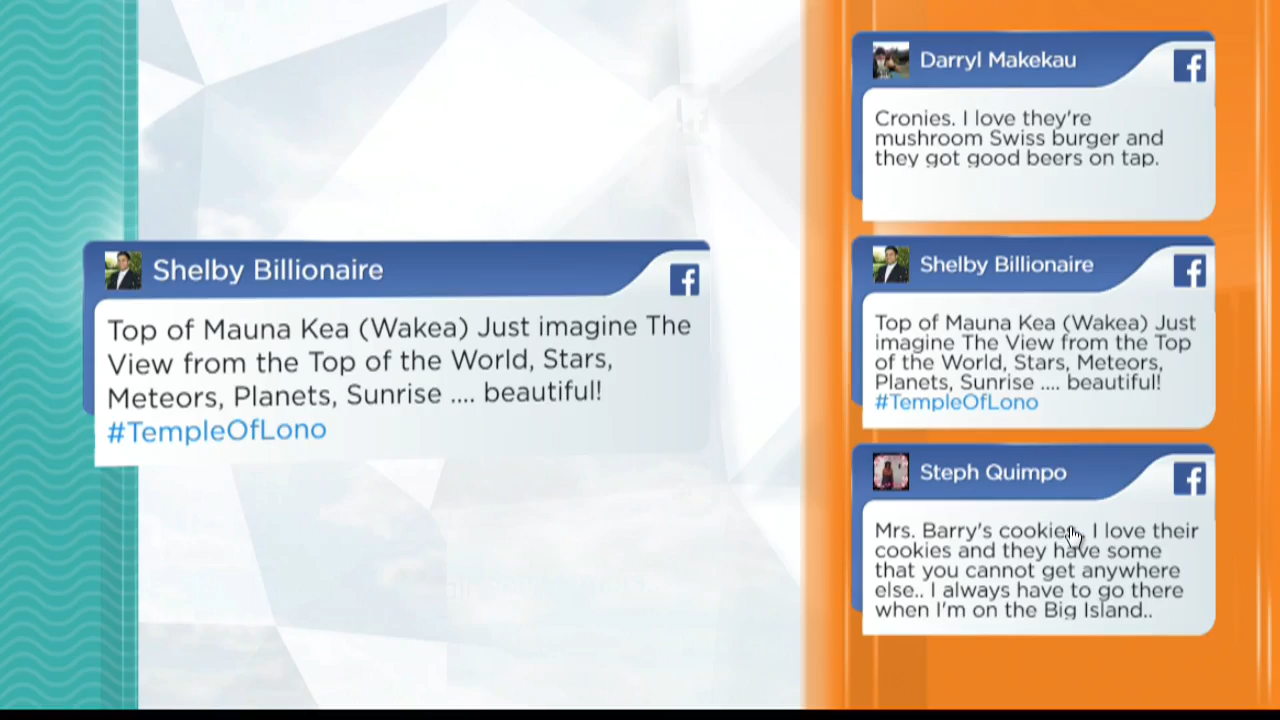 Shelby Billionaire
Top of Mauna Kea (Wakea) Just imagine The
View from the Top of the World, Stars,
Meteors, Planets, Sunrise .... beautiful!
#TempleOfLono
Darryl Makekau
Cronies. I love they're
mushroom Swiss burger and
they got good beers on tap.
Shelby Billionaire
Top of Mauna Kea (Wakea) Just
imagine The View from the Top
of the World, Stars, Meteors,
Planets, Sunrise .... beautiful!
#TempleOfLono
Steph Quimpo
Mrs. Barry's cookies. I love their
cookies and they have some
that you cannot get anywhere
else.. I always have to go there
when I'm on the Big Island..